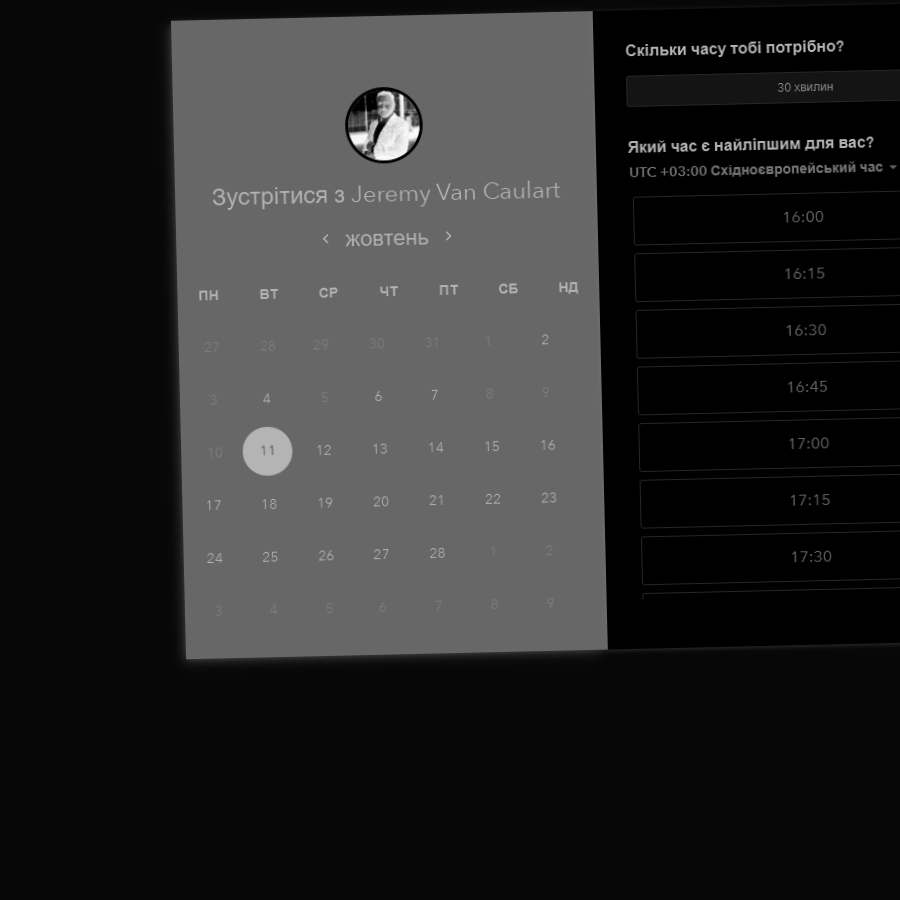 Зустрітися з Jeremy Van Caulart
жовтень
ПН ВТ СР ЧТ ПТ СБ НД
27 28 29 30 31 1 2
3 4 5 6 7 8 9
10 11 12 13 14 15 16
17 18 19 20 21 22 23
24 25 26 27 28 1 2
3 4 5 6 7 8 9
Скільки часу тобі потрібно?
30 хвилин
Який час є найліпшим для вас?
UTC +03:00 Східноєвропейський час
16:00
16:15
16:30
16:45
17:00
17:15
17:30